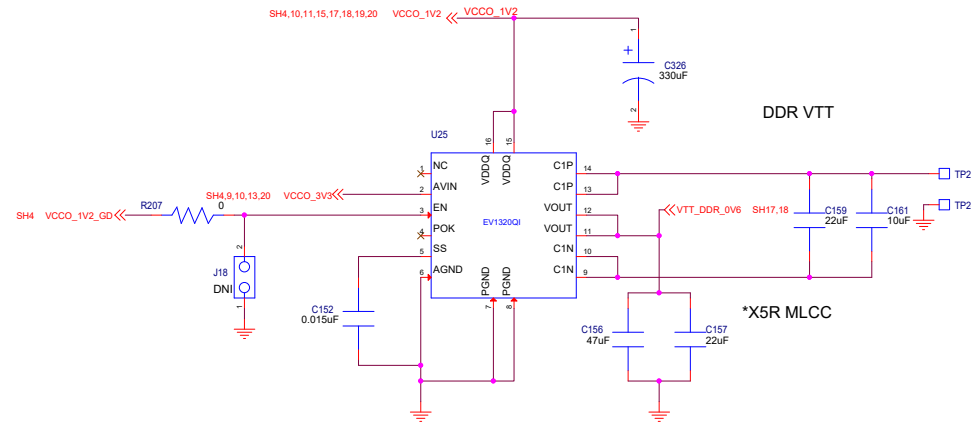 SH4,10,11,15,17,18,19,20 VCCO_1V2 VCCO_1V2
1
C326
330uF
2
DDR VTT
U25
16
15
NC
VDDQ
VDDQ
C1P
14
TP2
1
AVIN
C1P
13
SH4,9,10,13,20 VCCO_3V3
2
EN
VOUT
12
VTT_DDR_0V6 SH17,18
SH4 VCCO_1V2_GD
R207
0
3
EV1320QI
POK
VOUT
11
C159
22uF
C161
10uF
TP2
4
SS
C1N
10
5
AGND
C1N
9
6
PGND
PGND
7
8
2
J18
DNI
1
C152
0.015uF
*X5R MLCC
C156
47uF
C157
22uF